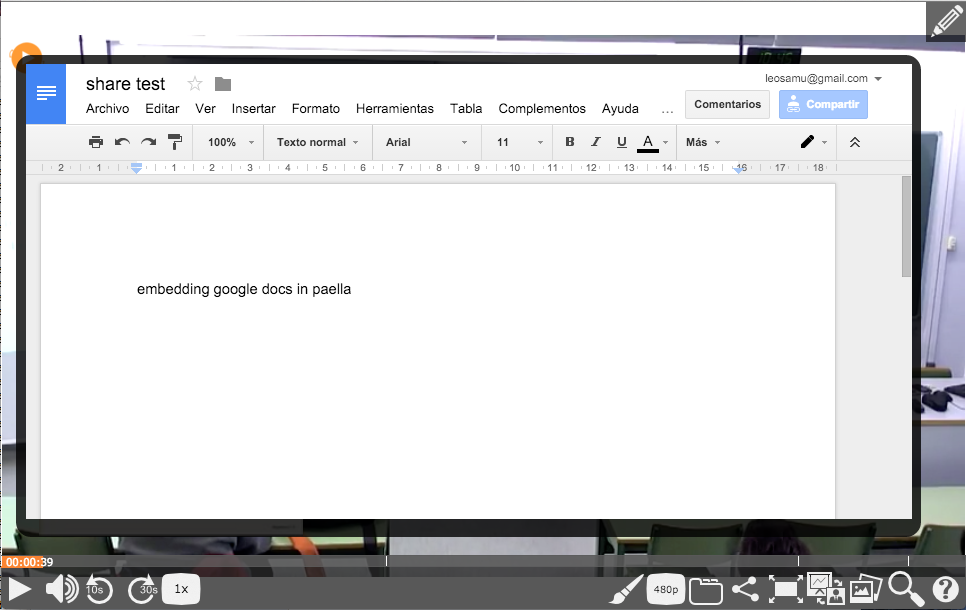 share test
leosamu@gmail.com
Archivo Editar Ver Insertar Formato Herramientas Tabla Complementos Ayuda ...
Comentarios
Compartir
100% Texto normal Arial 11 B I U A Más
2 1 1 2 3 4 5 6 7 8 9 10 11 12 13 14 15 16 17 18
embedding google docs in paella
00:00:39
10s 30s 1x 480p ?